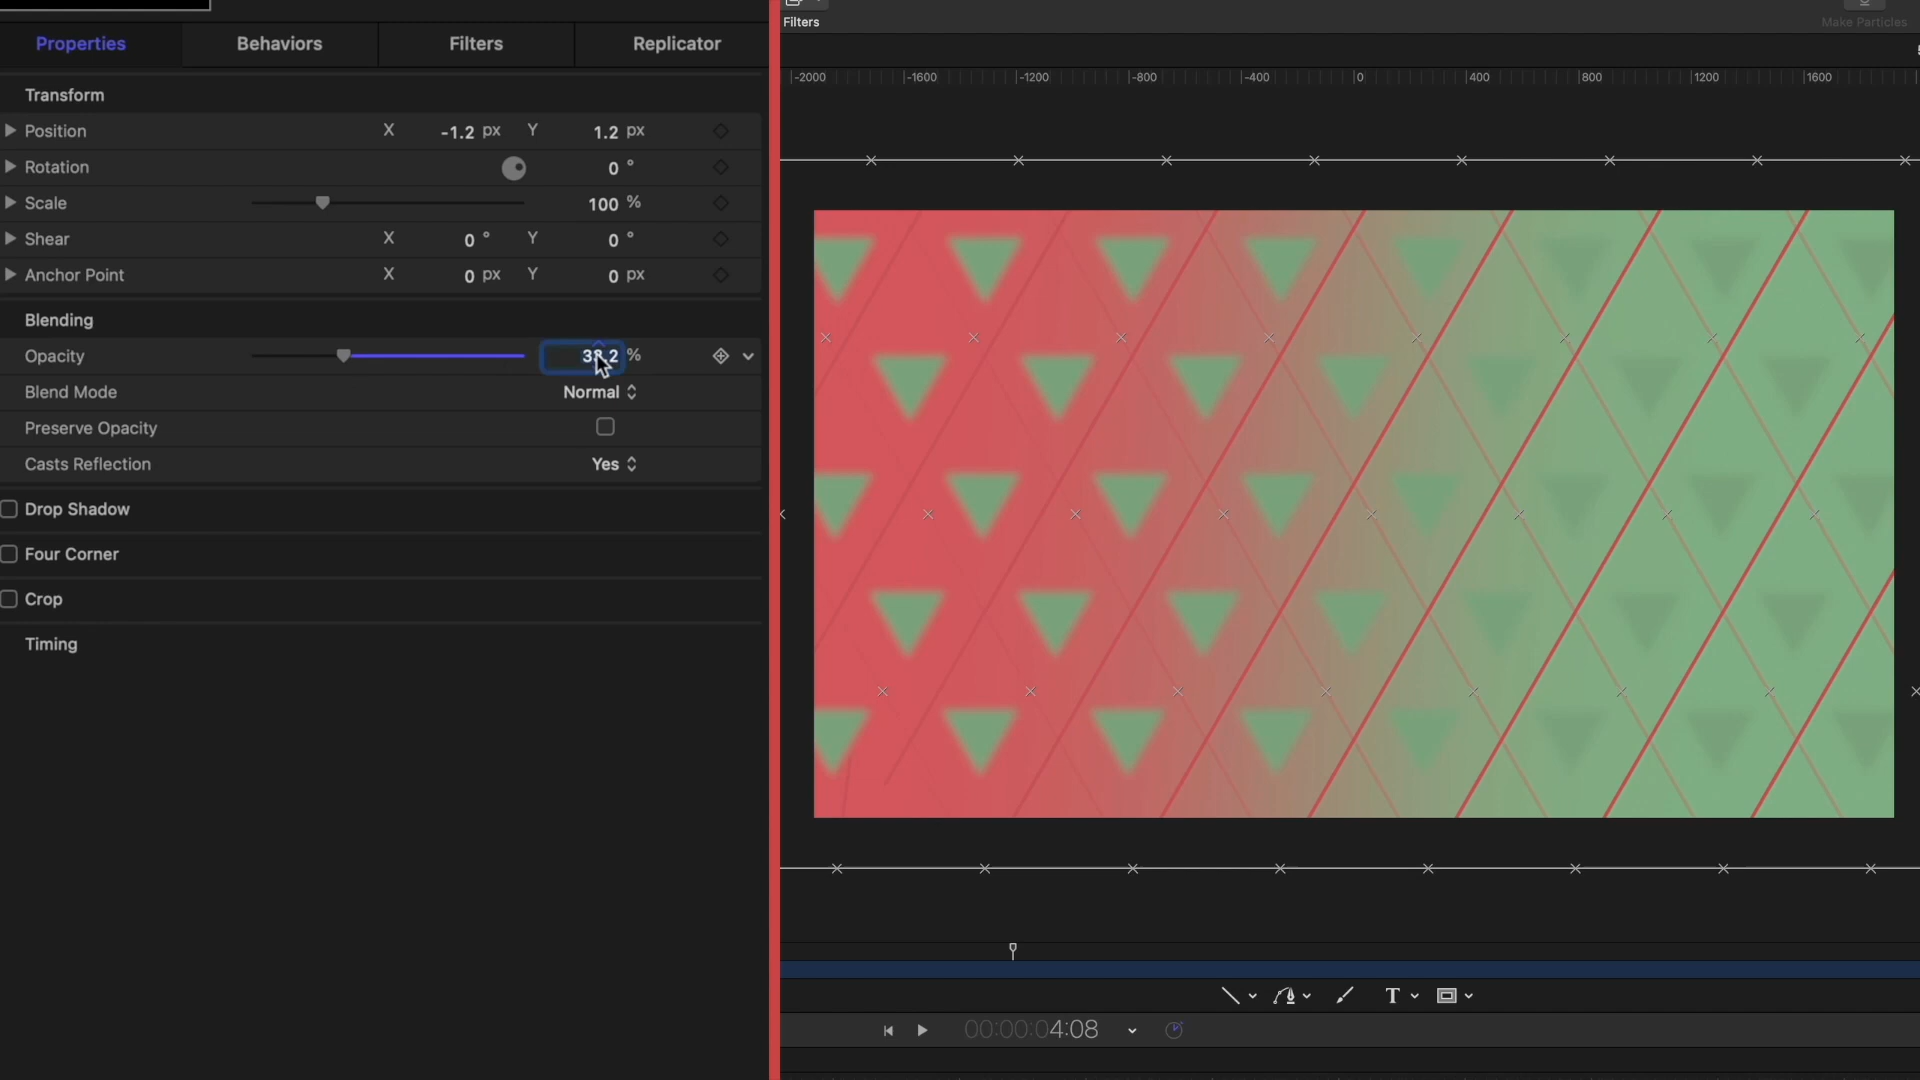 Properties Behaviors Filters Replicator
Transform
Position X -1.2 px Y 1.2 px
Rotation 0 °
Scale 100 %
Shear X 0 ° Y 0 °
Anchor Point X 0 px Y 0 px
Blending
Opacity %
Blend Mode Normal
Preserve Opacity
Casts Reflection Yes
Drop Shadow
Four Corner
Crop
Timing
Filters Make Particles
-2000 -1600 -1200 -800 -400 0 400 800 1200 1600
T
00:00:04:08